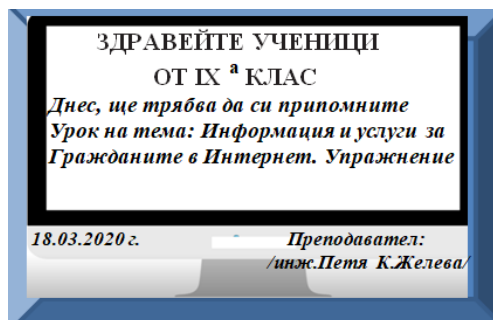 ЗДРАВЕЙТЕ УЧЕНИЦИ
ОТ IX а КЛАС
Днес, ще трябва да си припомните
Урок на тема: Информация и услуги за
Гражданите в Интернет. Упражнение
18.03.2020 г.
Преподавател:
/инж.Петя К.Желева/